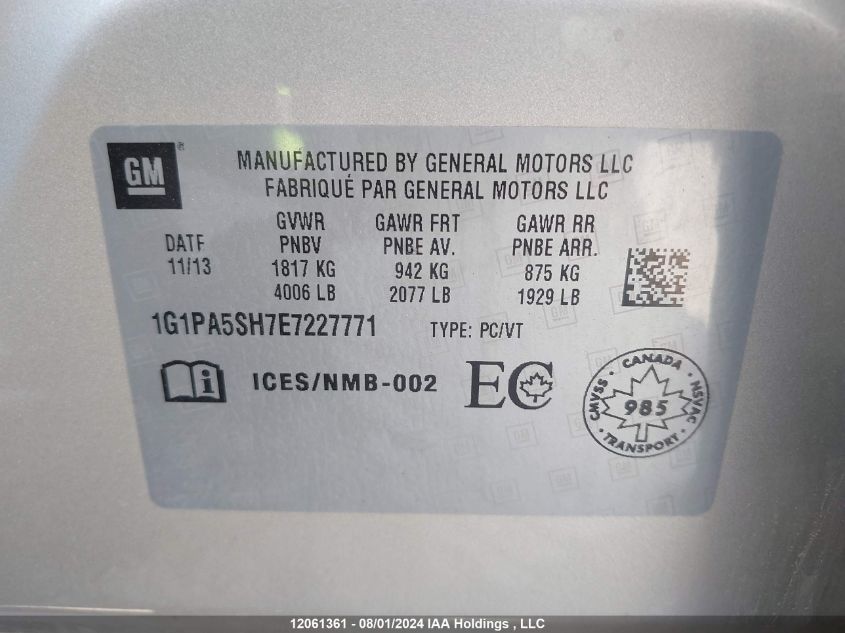 GM
MANUFACTURED BY GENERAL MOTORS LLC
FABRIQUÉ PAR GENERAL MOTORS LLC
DATE
11/13
GVWR
PNBV
1817 KG
4006 LB
GAWR FRT
PNBE AV.
942 KG
2077 LB
GAWR RR
PNBE ARR.
875 KG
1929 LB
1G1PA5SH7E7227771 TYPE: PC/VT
i ICES/NMB-002 EC
CANADA
CMVSS 985 NSVAC
TRANSPORT
12061361 - 08/01/2024 IAA Holdings , LLC